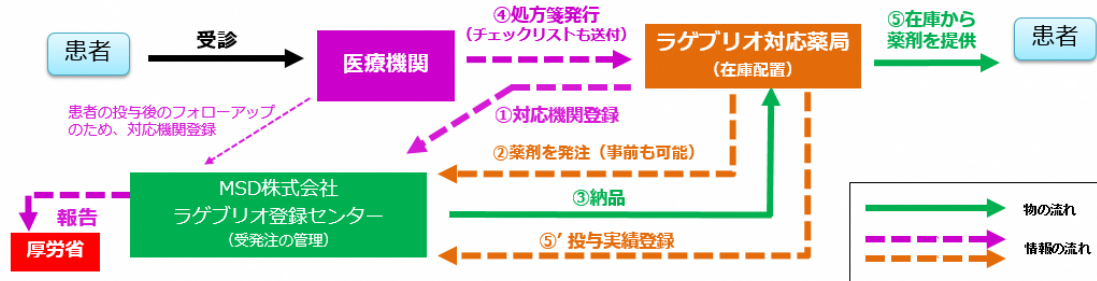 患者
受診
医療機関
④処方箋発行
(チェックリストも送付)
ラゲブリオ対応薬局
(在庫配置)
⑤在庫から
薬剤を提供
患者
患者の投与後のフォローアップ
のため、対応機関登録
①対応機関登録
②薬剤を発注(事前も可能)
MSD株式会社
ラゲブリオ登録センター
(受発注の管理)
③納品
⑤’投与実績登録
報告
厚労省
物の流れ
情報の流れ